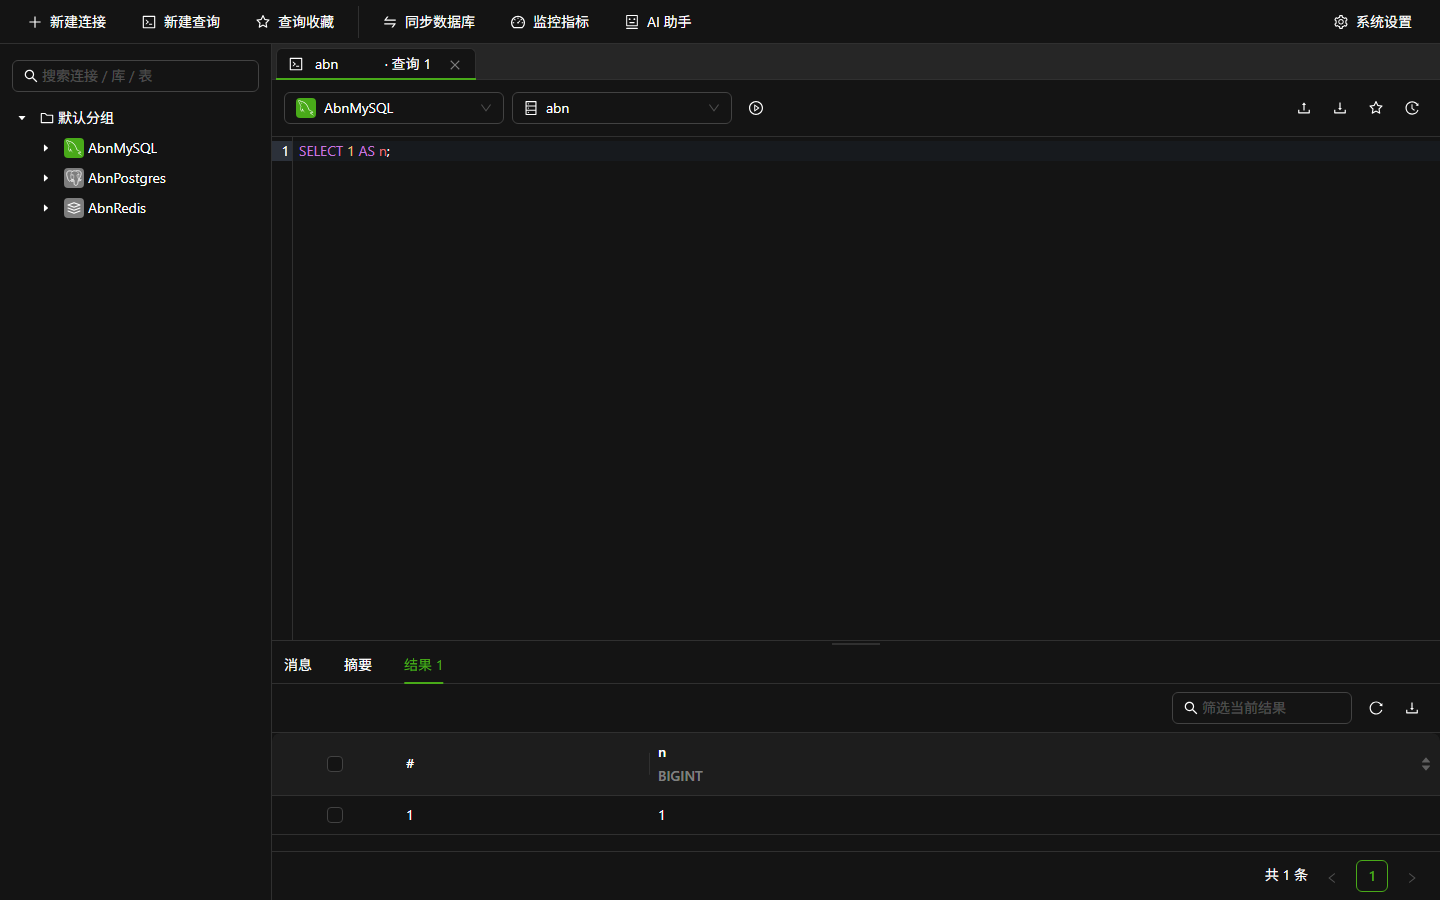 新建连接
新建查询
查询收藏
同步数据库
监控指标
AI 助手
系统设置
搜索连接 / 库 / 表
默认分组
AbnMySQL
AbnPostgres
AbnRedis
abn · 查询 1
AbnMySQL
abn
1 SELECT 1 AS n;
消息
摘要
结果 1
筛选当前结果
# n
BIGINT
1 1
共 1 条
1